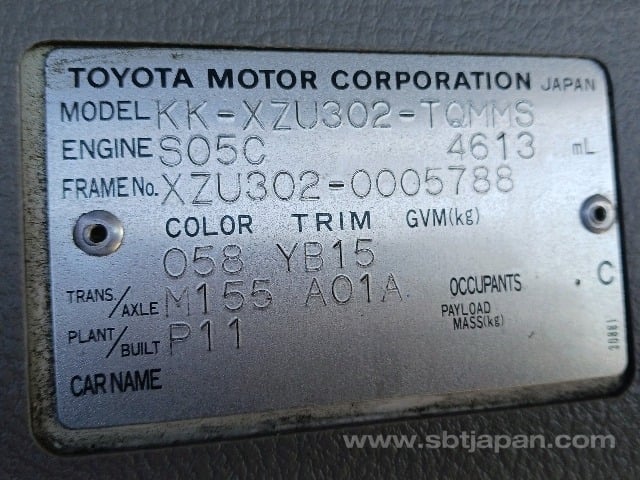 TOYOTA MOTOR CORPORATION JAPAN
MODEL KK-XZU302-TQMMS
ENGINE S05C 4613 mL
FRAME No. XZU302-0005788
COLOR TRIM GVM(kg)
058 YB15
TRANS/AXLE M155 A01A OCCUPANTS . C
PAYLOAD MASS(kg)
PLANT/BUILT P11
CAR NAME
www.sbtjapan.com